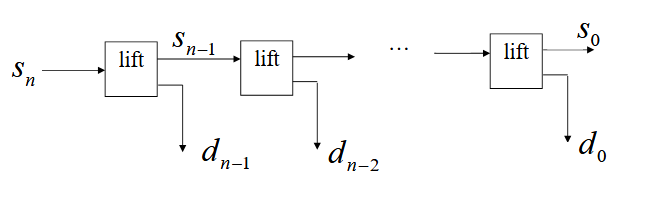 s_n lift s_{n-1} lift ... lift s_0
d_{n-1} d_{n-2} d_0